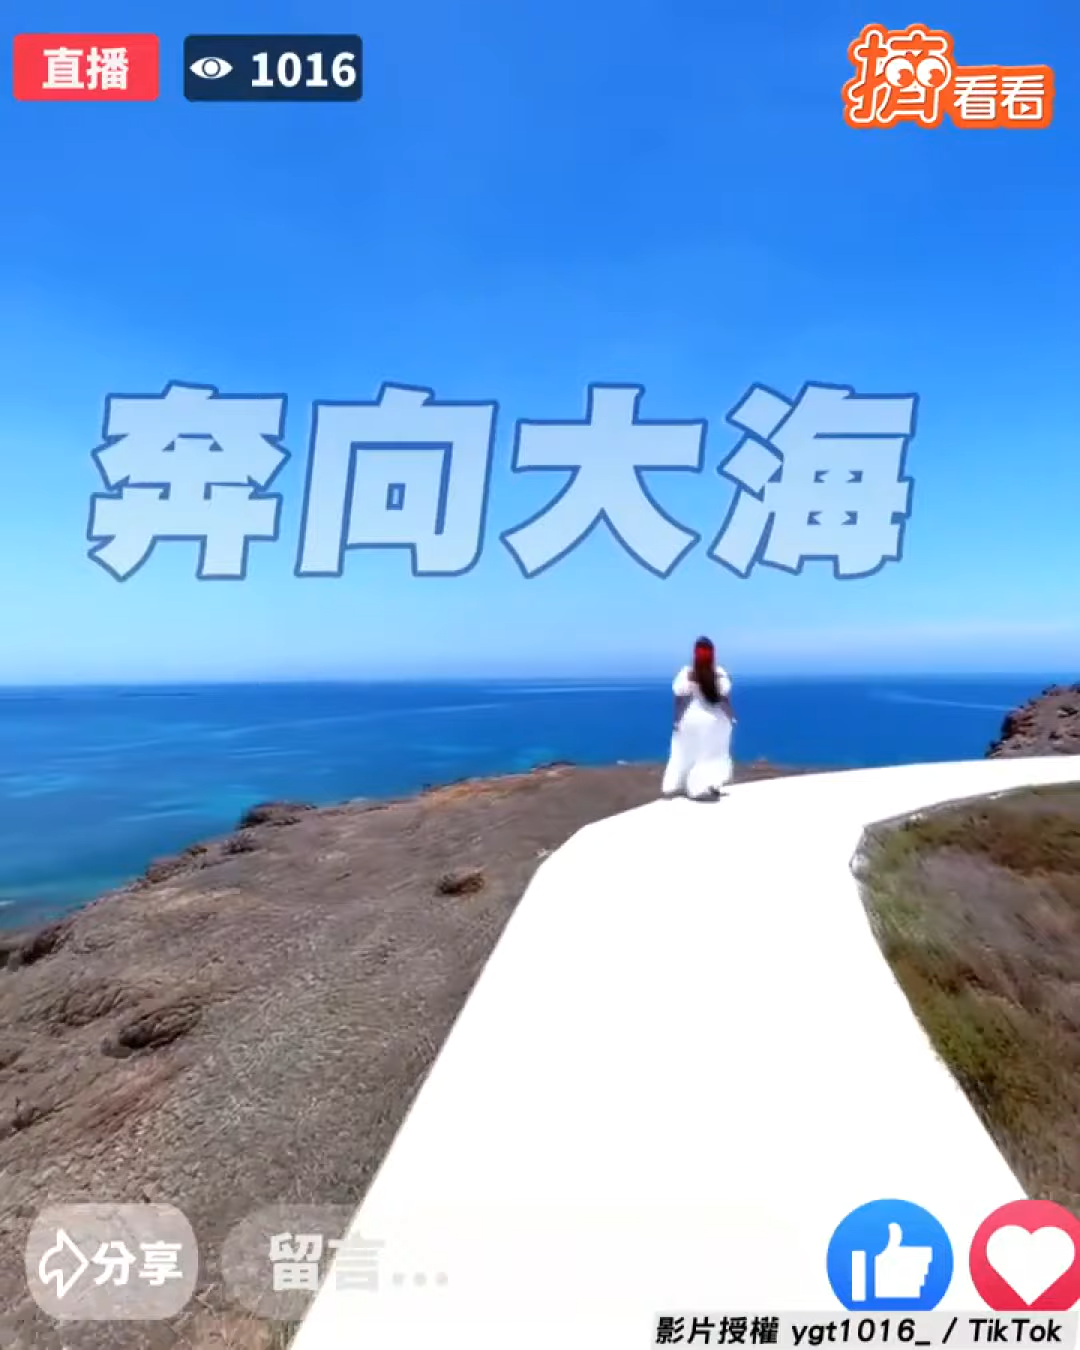 直播
1016
擠看看
奔向大海
分享
留言...
影片授權 ygt1016_ / TikTok